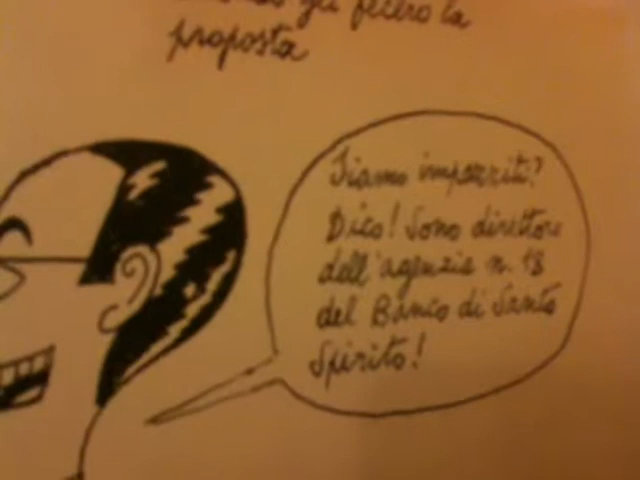 gli fecero la
proposta
Siamo impazziti?
Dico! Sono direttore
dell'agenzia n. 18
del Banco di Santo
Spirito!